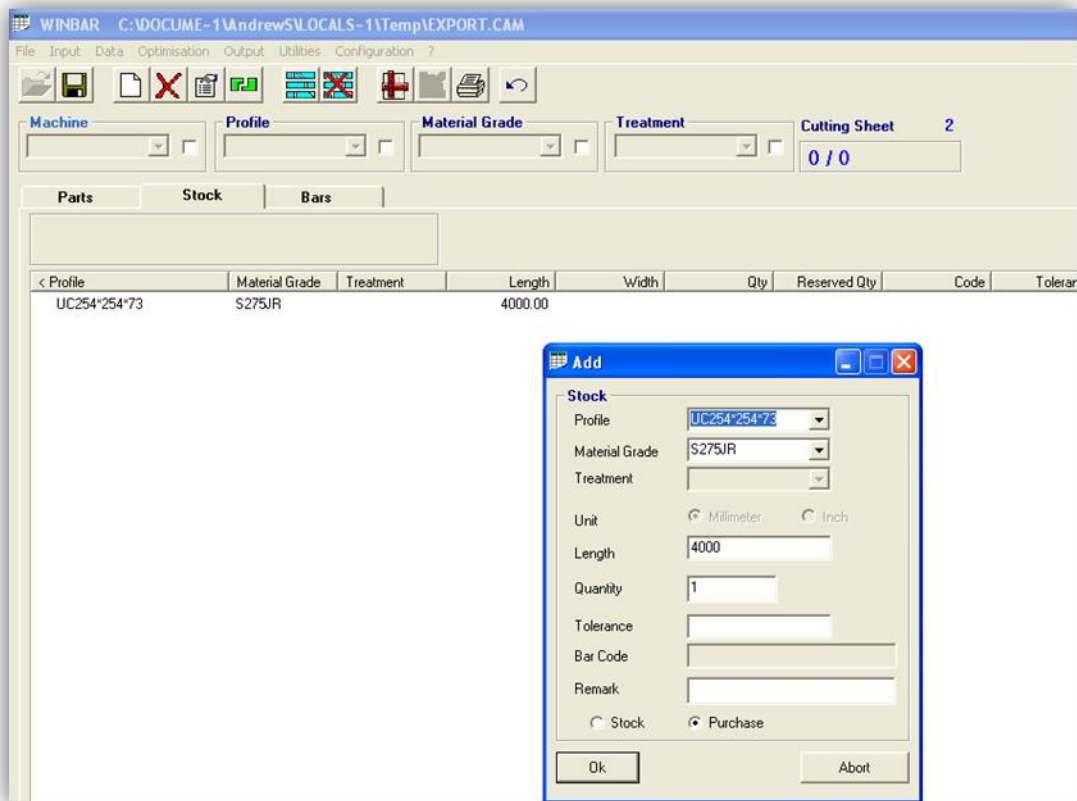 WINBAR C:\DOCUME~1\AndrewS\LOCALS~1\Temp\EXPORT.CAM
File Input Data Optimisation Output Utilities Configuration ?
Machine Profile Material Grade Treatment Cutting Sheet 2
0 / 0
Parts Stock Bars
< Profile Material Grade Treatment Length Width Qty Reserved Qty Code Toleran
UC254*254*73 S275JR 4000.00
Add
Stock
Profile UC254*254*73
Material Grade S275JR
Treatment
Unit Millimeter Inch
Length 4000
Quantity 1
Tolerance
Bar Code
Remark
Stock Purchase
Ok Abort